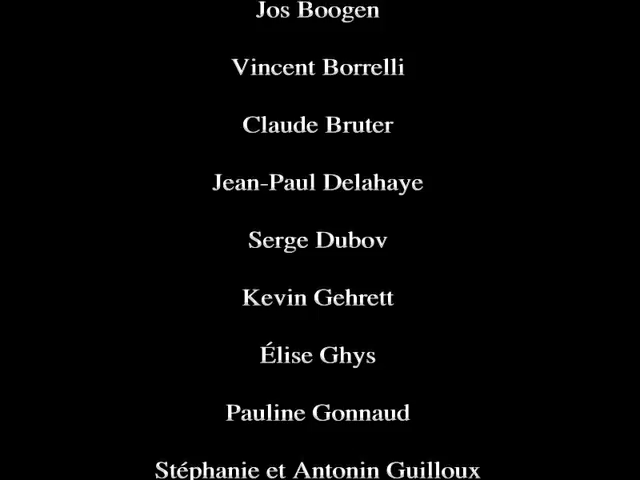 Jos Boogen
Vincent Borrelli
Claude Bruter
Jean-Paul Delahaye
Serge Dubov
Kevin Gehrett
Élise Ghys
Pauline Gonnaud
Stéphanie et Antonin Guilloux